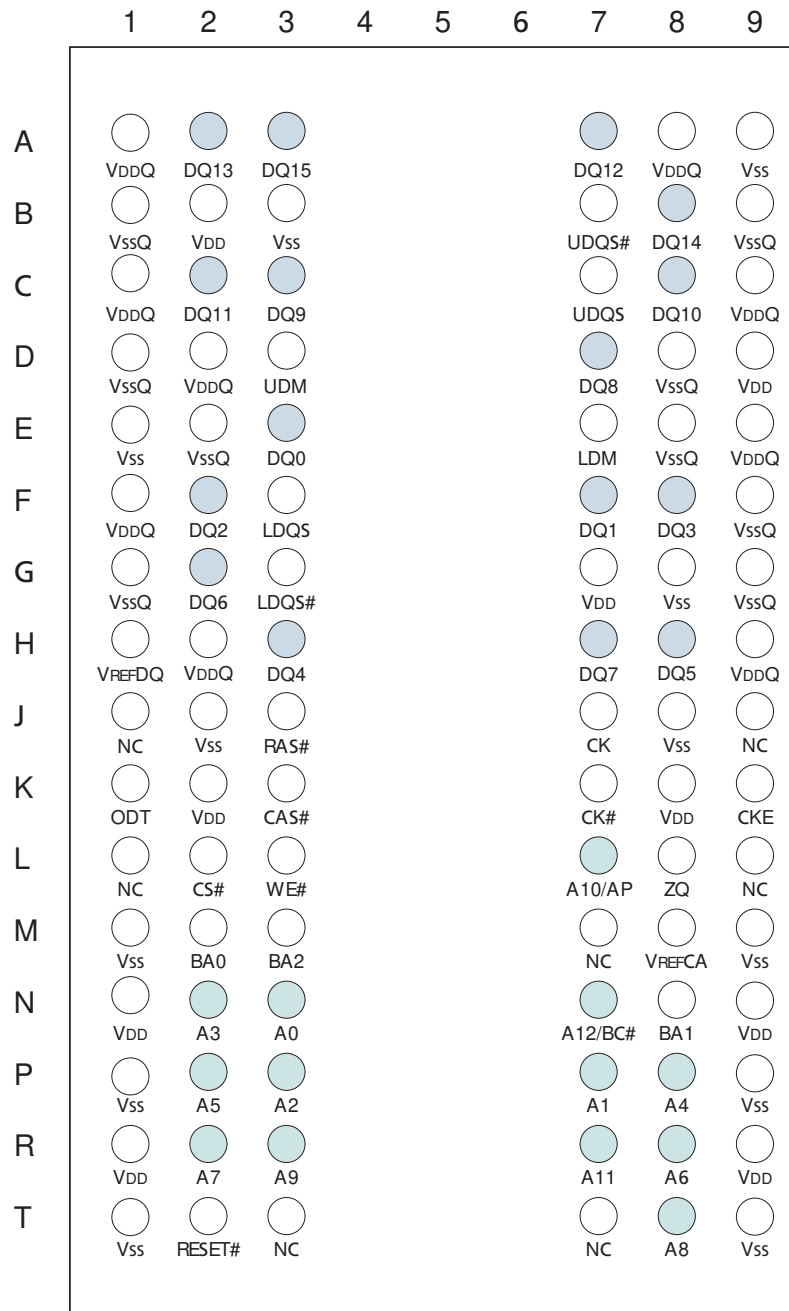 1 2 3 4 5 6 7 8 9
A
VDDQ DQ13 DQ15 DQ12 VDDQ Vss
B
VssQ VDD Vss UDQS# DQ14 VssQ
C
VDDQ DQ11 DQ9 UDQS DQ10 VDDQ
D
VssQ VDDQ UDM DQ8 VssQ VDD
E
Vss VssQ DQ0 LDM VssQ VDDQ
F
VDDQ DQ2 LDQS DQ1 DQ3 VssQ
G
VssQ DQ6 LDQS# VDD Vss VssQ
H
VREFDQ VDDQ DQ4 DQ7 DQ5 VDDQ
J
NC Vss RAS# CK Vss NC
K
ODT VDD CAS# CK# VDD CKE
L
NC CS# WE# A10/AP ZQ NC
M
Vss BA0 BA2 NC VREFCA Vss
N
VDD A3 A0 A12/BC# BA1 VDD
P
Vss A5 A2 A1 A4 Vss
R
VDD A7 A9 A11 A6 VDD
T
Vss RESET# NC NC A8 Vss